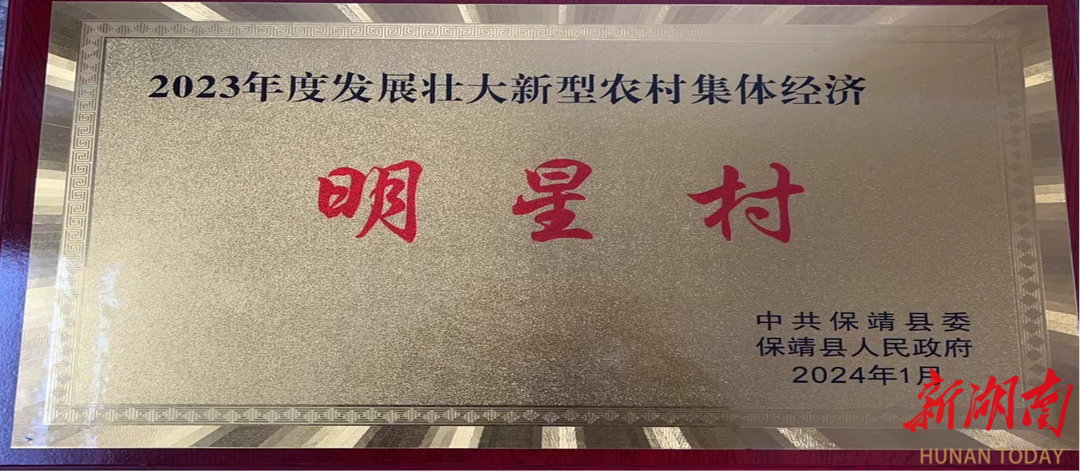 2023年度发展壮大新型农村集体经济
明星村
中共保靖县委
保靖县人民政府
2024年1月
新湖南
HUNAN TODAY